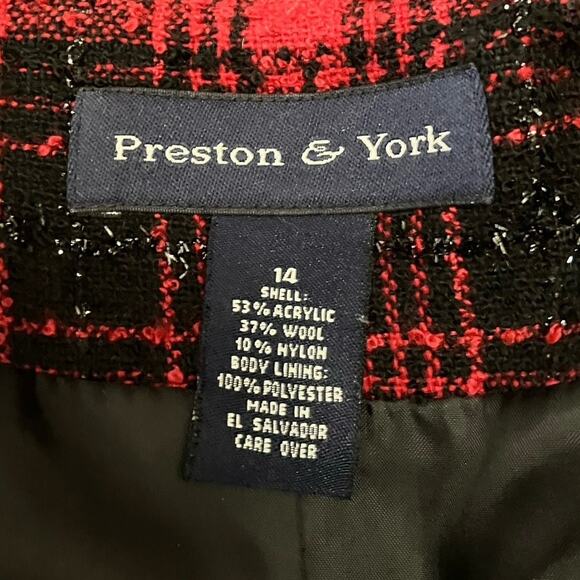 Preston & York
14
SHELL:
53% ACRYLIC
37% WOOL
10% NYLON
BODY LINING:
100% POLYESTER
MADE IN
EL SALVADOR
CARE OVER